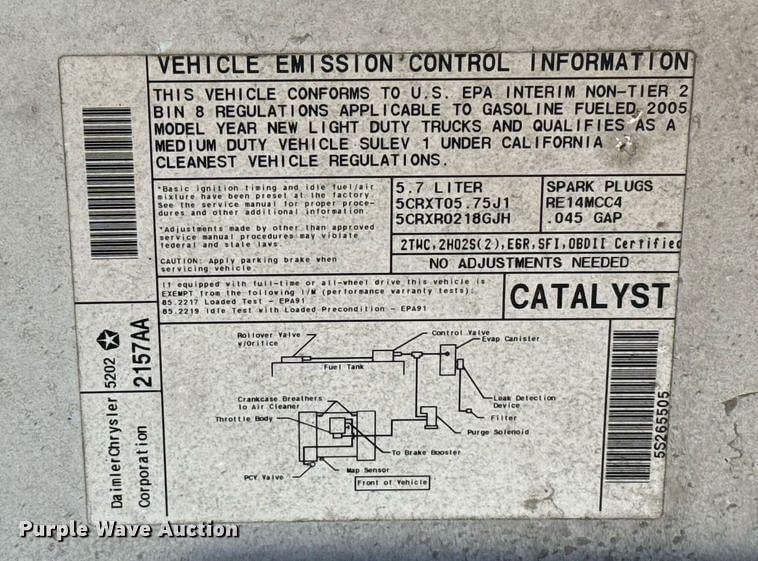 VEHICLE EMISSION CONTROL INFORMATION
THIS VEHICLE CONFORMS TO U.S. EPA INTERIM NON-TIER 2
BIN 8 REGULATIONS APPLICABLE TO GASOLINE FUELED 2005
MODEL YEAR NEW LIGHT DUTY TRUCKS AND QUALIFIES AS A
MEDIUM DUTY VEHICLE SULEV 1 UNDER CALIFORNIA
CLEANEST VEHICLE REGULATIONS.
*Basic ignition timing and idle fuel/air
mixture have been preset at the factory.
See the service manual for proper proce-
dures and other additional information.
*Adjustments made by other than approved
service manual procedures may violate
federal and state laws.
CAUTION: Apply parking brake when
servicing vehicle.
5.7 LITER
5CRXT05.75J1
5CRXR0218GJH
SPARK PLUGS
RE14MCC4
.045 GAP
2TWC,2HO2S(2),EGR,SFI,OBDII Certified
NO ADJUSTMENTS NEEDED
If equipped with full-time or all-wheel drive this vehicle is
EXEMPT from the following I/M (performance warranty tests):
85.2217 Loaded Test - EPA91
85.2219 Idle Test with Loaded Precondition - EPA91
CATALYST
Rollover Valve
w/Orifice
Control Valve
Evap Canister
Fuel Tank
Crankcase Breathers
to Air Cleaner
Throttle Body
Leak Detection
Device
Filter
Purge Solenoid
To Brake Booster
Map Sensor
PCV Valve
Front of Vehicle
5202
2157AA
DaimlerChrysler
Corporation
5S265505
Purple Wave Auction